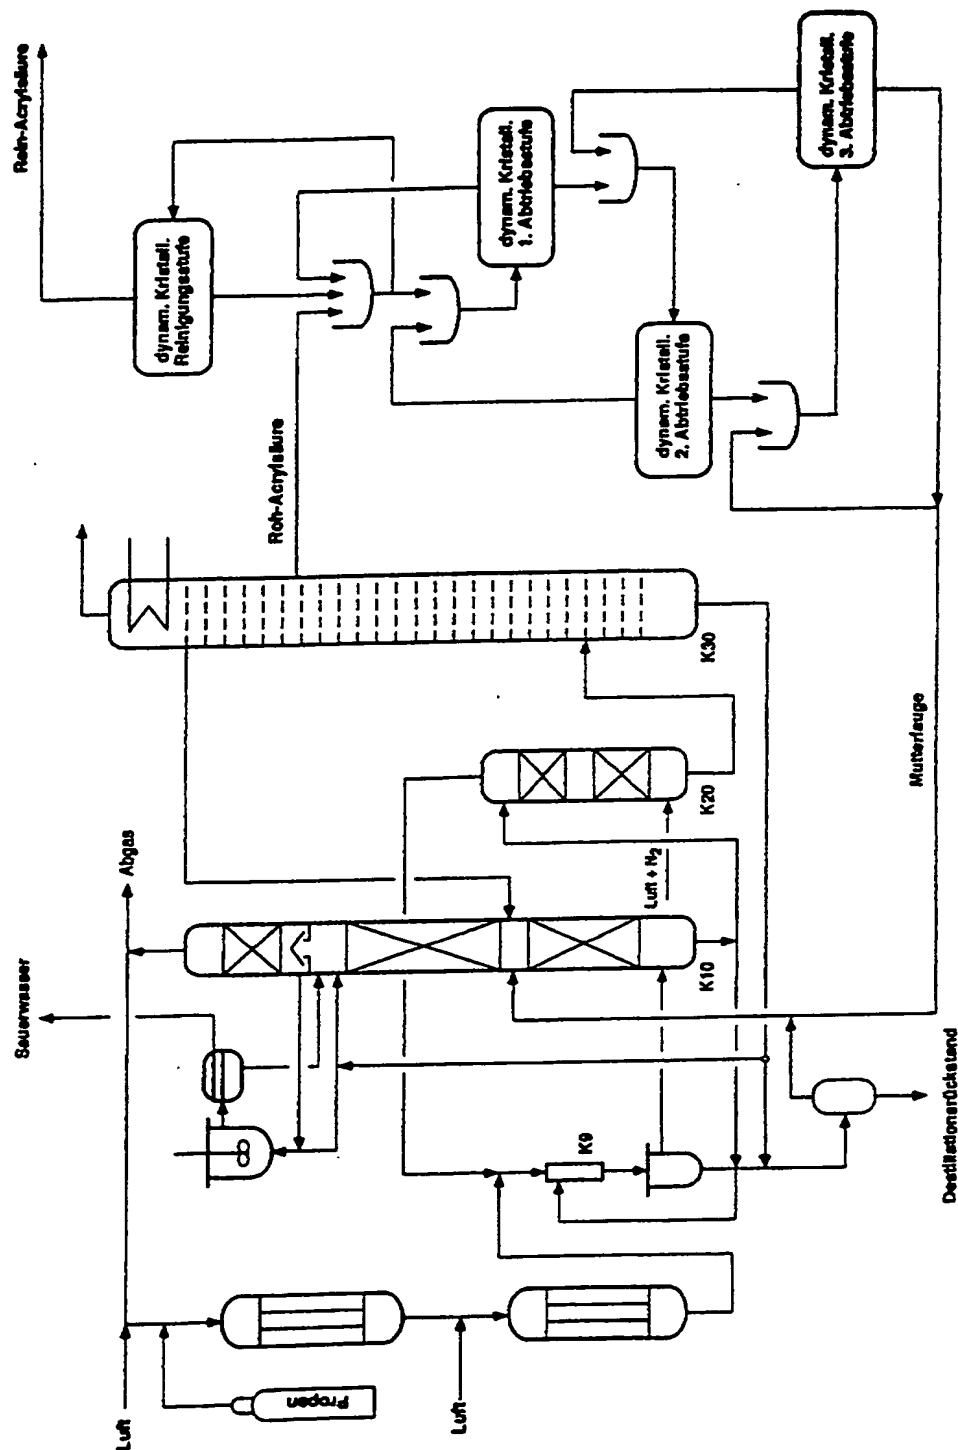 Rein-Acrylsäure
dynam. Kristall.
Reinigungsstufe
dynam. Kristall.
1. Abtriebsstufe
dynam. Kristall.
3. Abtriebsstufe
dynam. Kristall.
2. Abtriebsstufe
Roh-Acrylsäure
K30
Mutterlauge
K20
Luft + N2
Abgas
K10
Sauerwasser
K9
Destillationsrückstand
Luft
Propen
Luft